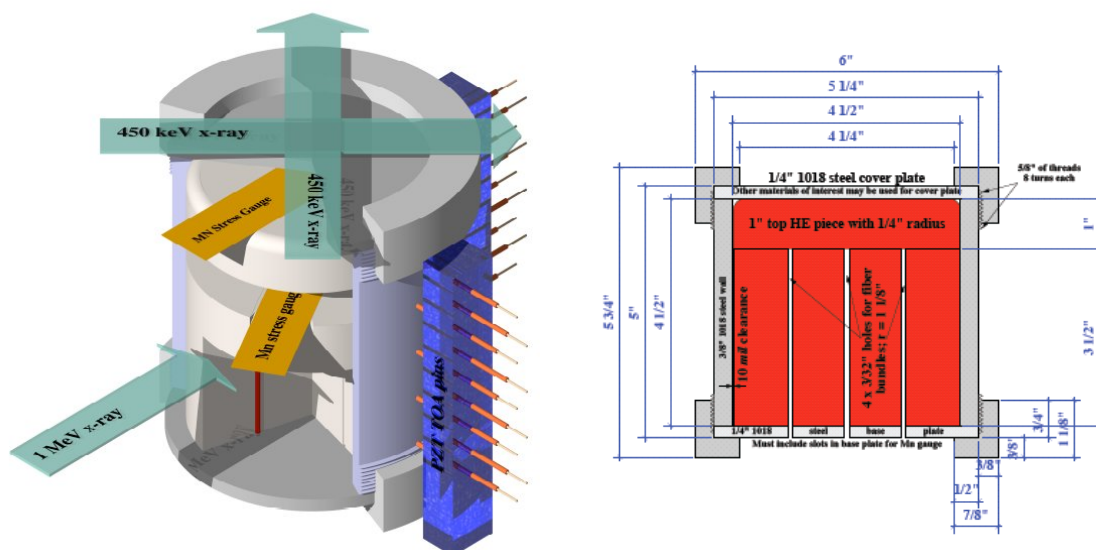 450 keV x-ray
450 keV x-ray
450 keV x-ray
MN Stress Gauge
Mn stress gauge
1 MeV x-ray
MeV x-r
PZT TOA plus
6"
5 1/4"
4 1/2"
4 1/4"
1/4" 1018 steel cover plate
Other materials of interest may be used for cover plate
5/8" of threads
8 turns each
1" top HE piece with 1/4" radius
1"
5 3/4"
5"
4 1/2"
3/8" 1018 steel wall
10 mil clearance
4 x 3/32" holes for fiber
bundles; r = 1 1/8"
3 1/2"
1/4" 1018 steel base plate
Must include slots in base plate for Mn gauge
3/4"
1 1/8"
3/8"
3/8"
1/2"
7/8"